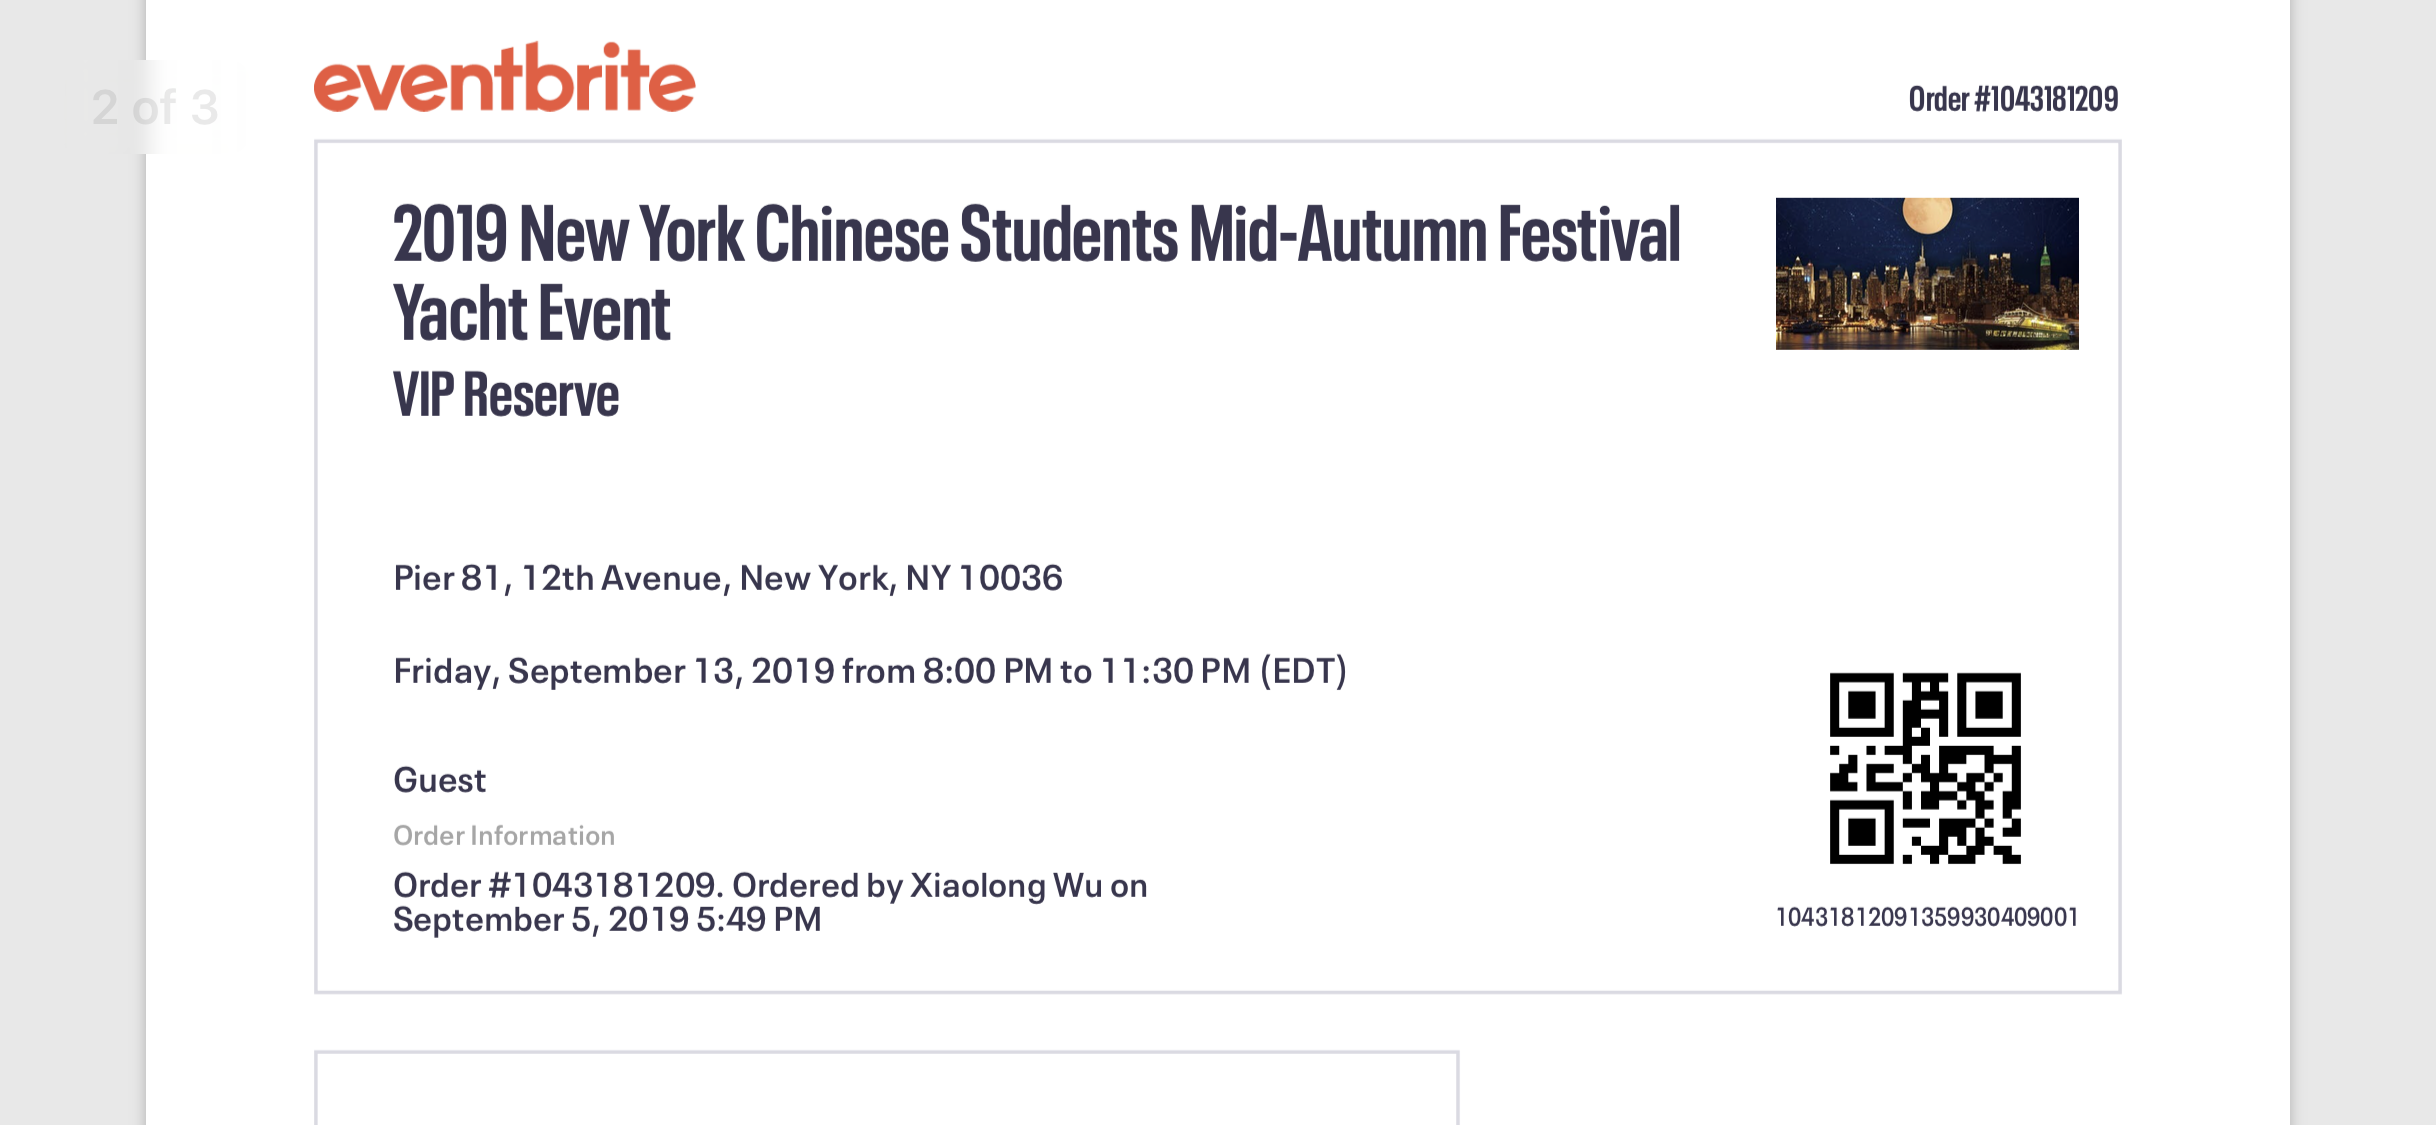 2 of 3
eventbrite
Order #1043181209
2019 New York Chinese Students Mid-Autumn Festival
Yacht Event
VIP Reserve
Pier 81, 12th Avenue, New York, NY 10036
Friday, September 13, 2019 from 8:00 PM to 11:30 PM (EDT)
Guest
Order Information
Order #1043181209. Ordered by Xiaolong Wu on
September 5, 2019 5:49 PM
10431812091359930409001